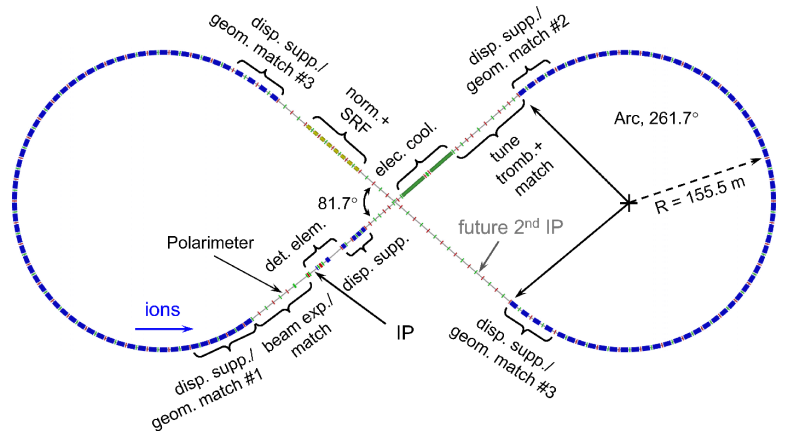 disp. supp./
geom. match #3
norm.+
SRF
elec. cool.
disp. supp./
geom. match #2
tune
tromb.+
match
Arc, 261.7°
R = 155.5 m
81.7°
future 2nd IP
Polarimeter
det. elem.
disp. supp.
ions
IP
beam exp./
match
disp. supp./
geom. match #1
disp. supp./
geom. match #3